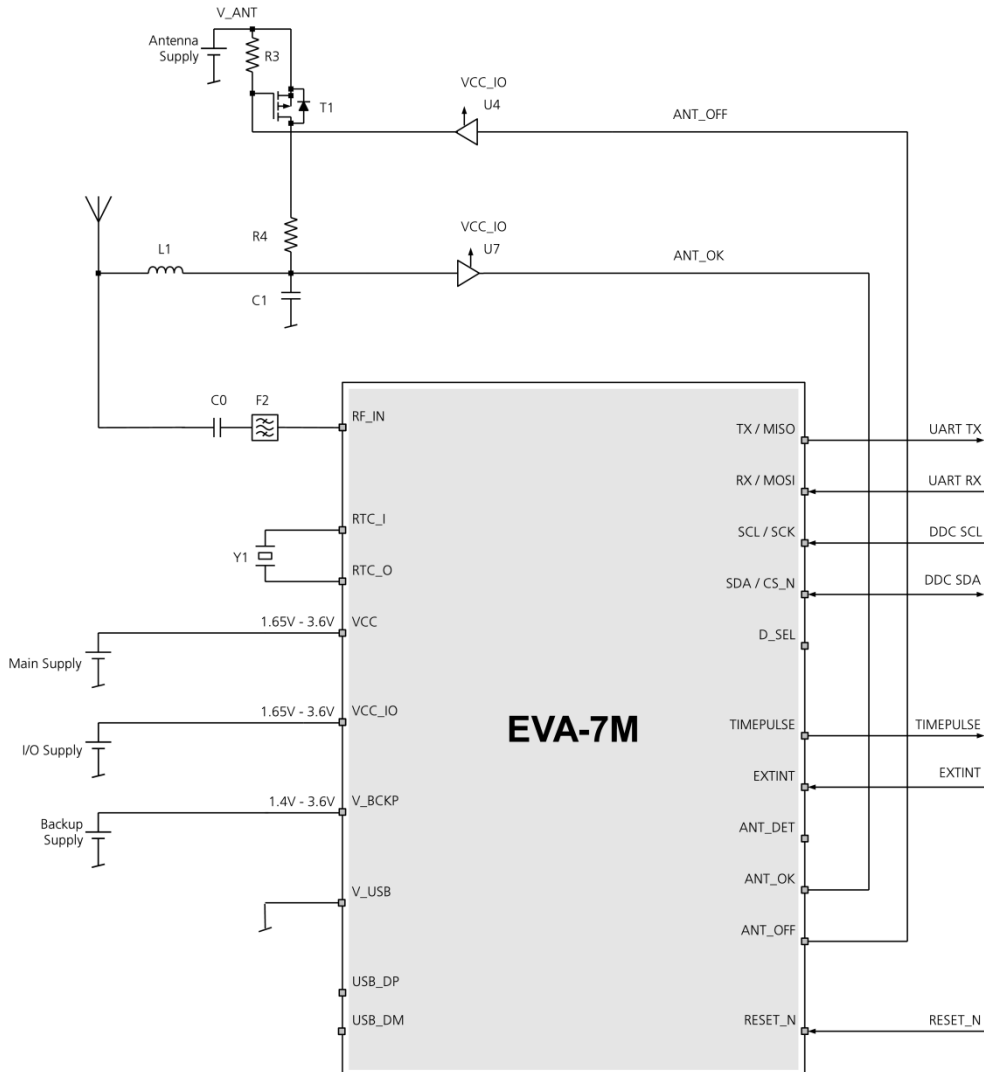 V_ANT
Antenna
Supply
R3
T1
VCC_IO
U4
ANT_OFF
R4
VCC_IO
U7
ANT_OK
L1
C1
C0
F2
RF_IN
TX / MISO
UART TX
RX / MOSI
UART RX
RTC_I
SCL / SCK
DDC SCL
Y1
RTC_O
SDA / CS_N
DDC SDA
1.65V - 3.6V
VCC
D_SEL
Main Supply
1.65V - 3.6V
VCC_IO
EVA-7M
TIMEPULSE
TIMEPULSE
I/O Supply
EXTINT
EXTINT
1.4V - 3.6V
V_BCKP
Backup
Supply
ANT_DET
V_USB
ANT_OK
ANT_OFF
USB_DP
USB_DM
RESET_N
RESET_N